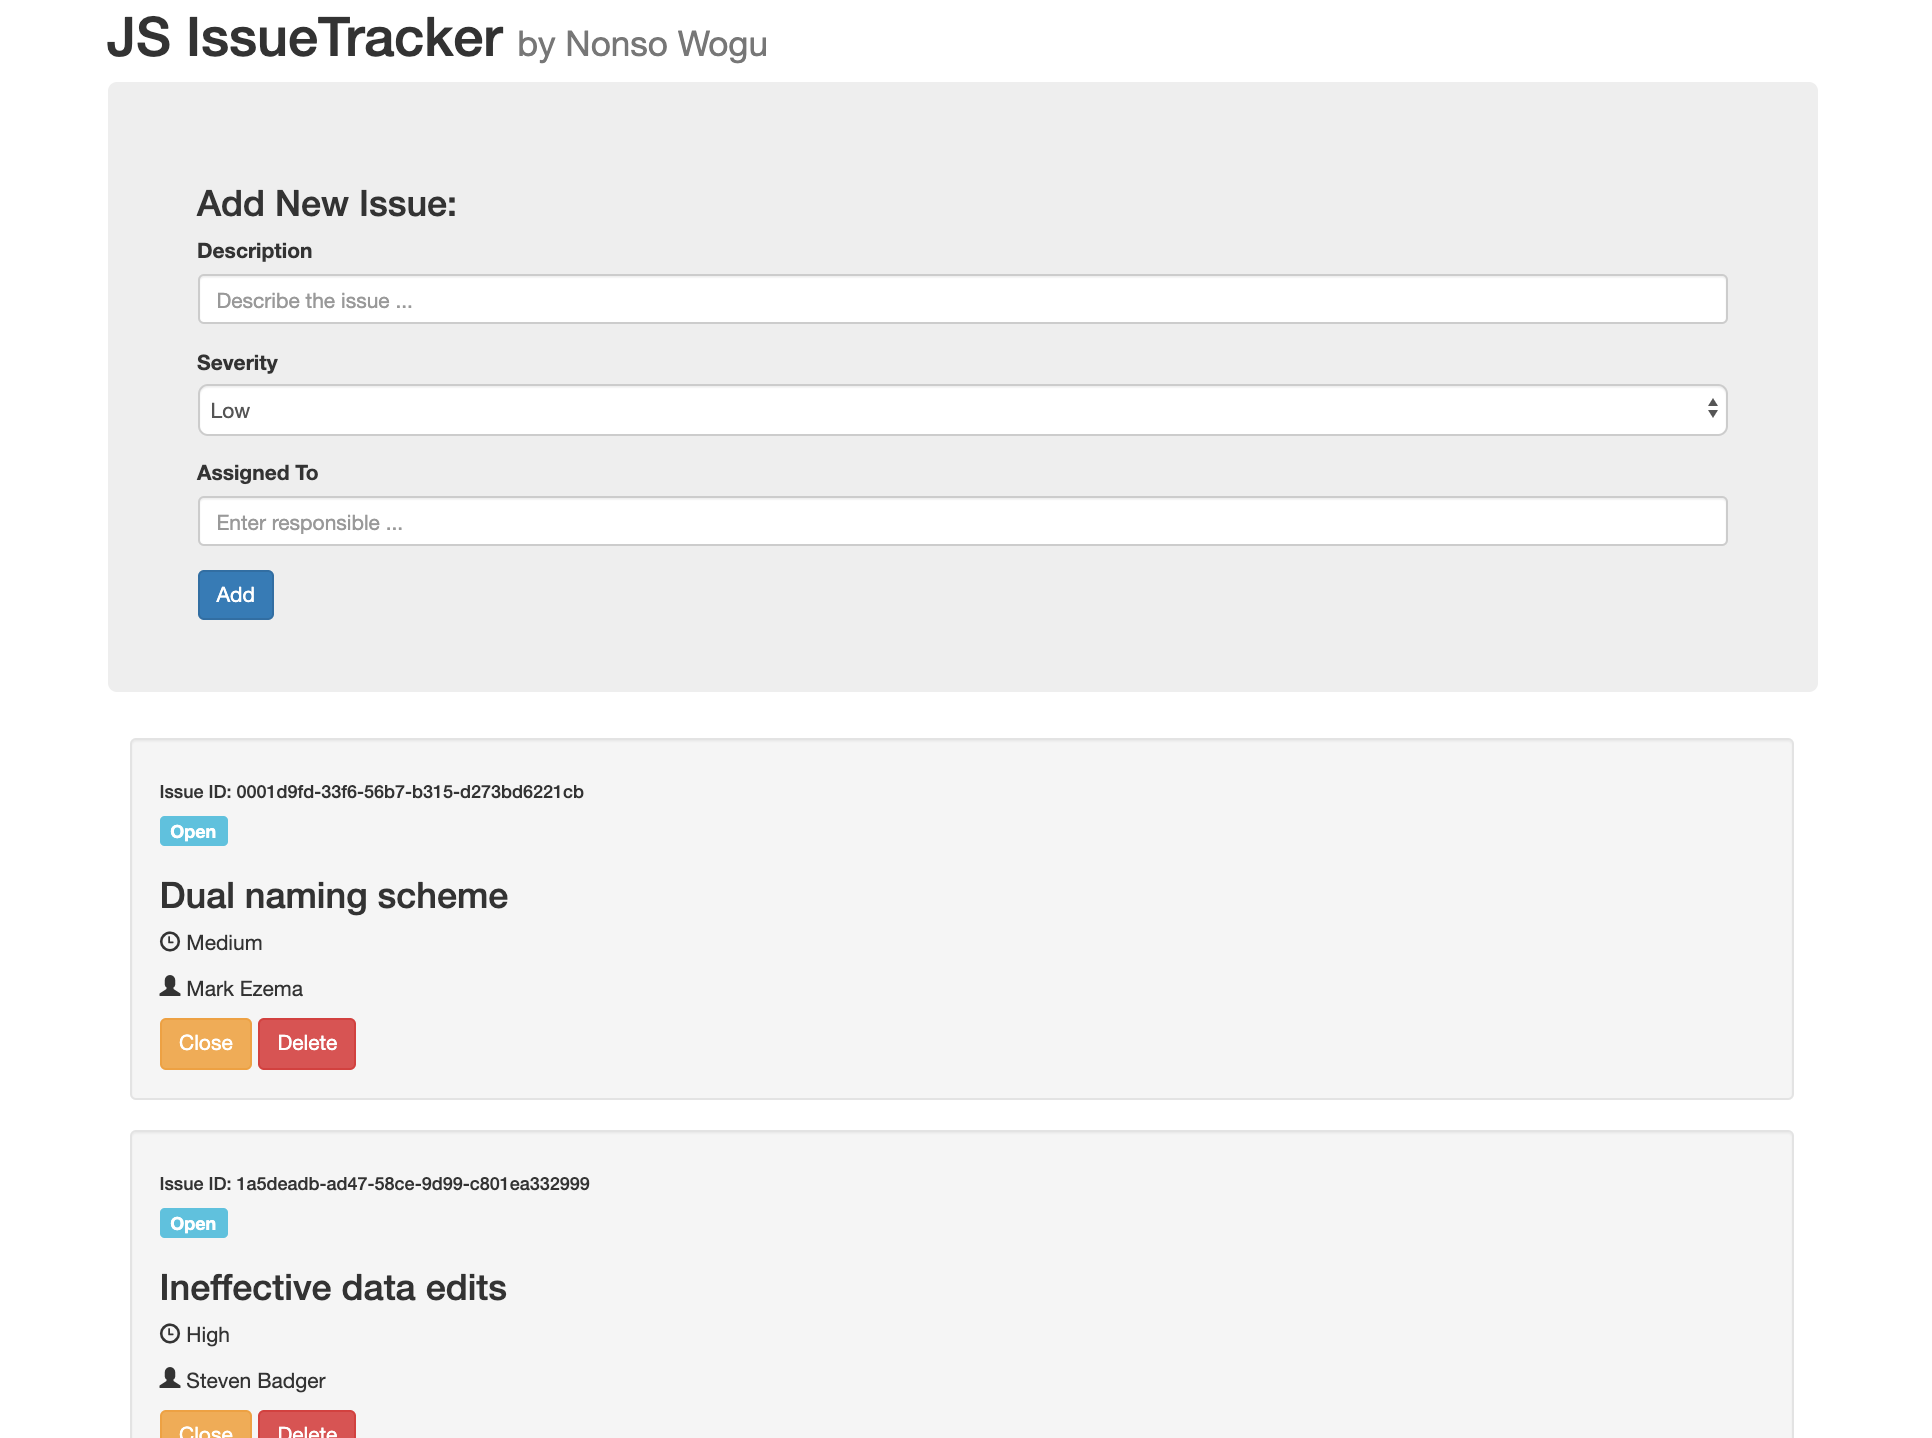 JS IssueTracker by Nonso Wogu
Add New Issue:
Description
Describe the issue ...
Severity
Low
Assigned To
Enter responsible ...
Add
Issue ID: 0001d9fd-33f6-56b7-b315-d273bd6221cb
Open
Dual naming scheme
Medium
Mark Ezema
Close Delete
Issue ID: 1a5deadb-ad47-58ce-9d99-c801ea332999
Open
Ineffective data edits
High
Steven Badger
Close Delete